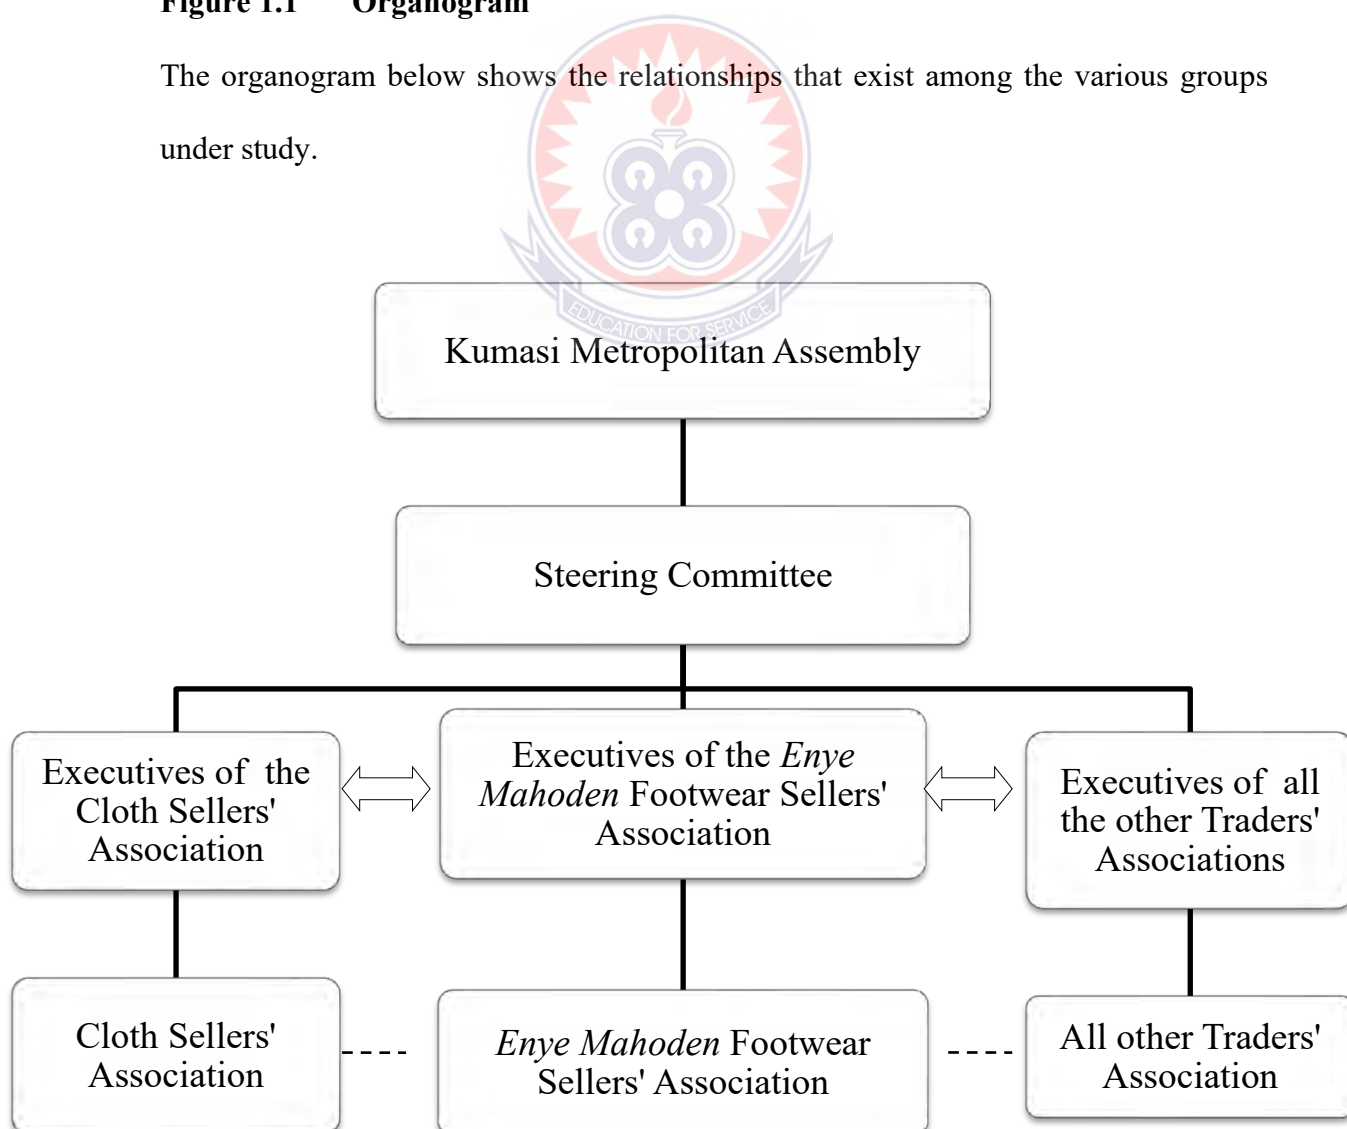 Figure 1.1 Organogram
The organogram below shows the relationships that exist among the various groups
under study.
EDUCATION FOR SERVICE
Kumasi Metropolitan Assembly
Steering Committee
Executives of the
Cloth Sellers'
Association
Executives of the Enye
Mahoden Footwear Sellers'
Association
Executives of all
the other Traders'
Associations
Cloth Sellers'
Association
Enye Mahoden Footwear
Sellers' Association
All other Traders'
Association